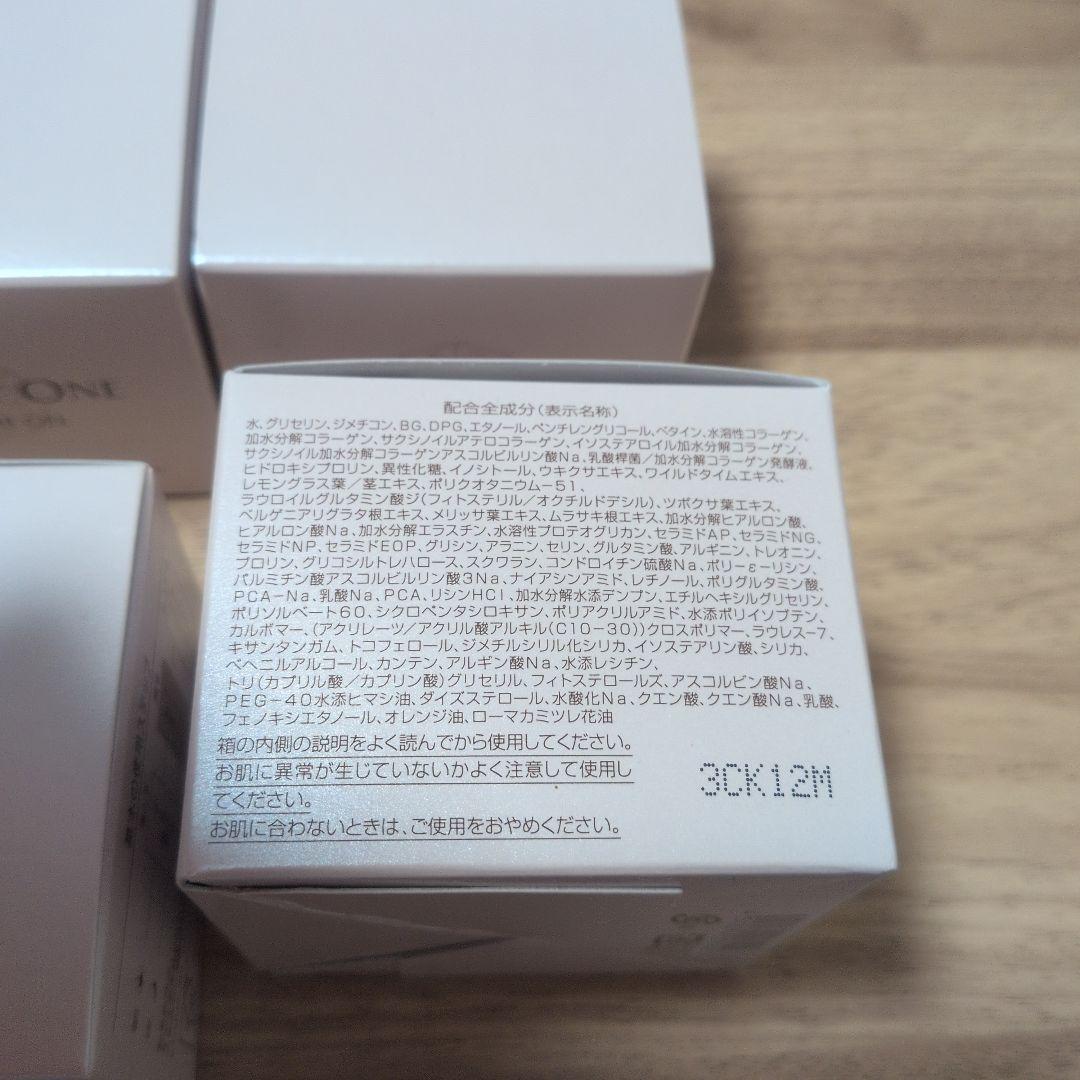 ONE
配合全成分(表示名称)
水、グリセリン、ジメチコン、BG、DPG、エタノール、ペンチレングリコール、ベタイン、水溶性コラーゲン、
加水分解コラーゲン、サクシノイルアテロコラーゲン、イソステアロイル加水分解コラーゲン、
サクシノイル加水分解コラーゲンアスコルビルリン酸Na、乳酸桿菌/加水分解コラーゲン発酵液、
ヒドロキシプロリン、異性化糖、イノシトール、ウキクサエキス、ワイルドタイムエキス、
レモングラス葉/茎エキス、ポリクオタニウム-51、
ラウロイルグルタミン酸ジ(フィトステリル/オクチルドデシル)、ツボクサエキス、
ベルゲニアリグラタ根エキス、メリッサ葉エキス、ムラサキ根エキス、加水分解ヒアルロン酸、
ヒアルロン酸Na、加水分解エラスチン、水溶性プロテオグリカン、セラミドAP、セラミドNG、
セラミドNP、セラミドEOP、グリシン、アラニン、セリン、グルタミン酸、アルギニン、トレオニン、
プロリン、グリコシルトレハロース、スクワラン、コンドロイチン硫酸Na、ポリ-ε-リシン、
パルミチン酸アスコルビルリン酸3Na、ナイアシンアミド、レチノール、ポリグルタミン酸、
PCA-Na、乳酸Na、PCA、リシンHCl、加水分解水添デンプン、エチルヘキシルグリセリン、
ポリソルベート60、シクロペンタシロキサン、ポリアクリルアミド、水添ポリイソブテン、
カルボマー、(アクリレーツ/アクリル酸アルキル(C10-30))クロスポリマー、ラウレス-7、
キサンタンガム、トコフェロール、ジメチルシリル化シリカ、イソステアリン酸、シリカ、
ベヘニルアルコール、カンテン、アルギン酸Na、水添レシチン、
トリ(カプリル酸/カプリン酸)グリセリル、フィトステロールズ、アスコルビン酸Na、
PEG-40水添ヒマシ油、ダイズステロール、水酸化Na、クエン酸、クエン酸Na、乳酸、
フェノキシエタノール、オレンジ油、ローマカミツレ花油
箱の内側の説明をよく読んでから使用してください。
お肌に異常が生じていないかよく注意して使用し
てください。
お肌に合わないときは、ご使用をおやめください。
3CK12M